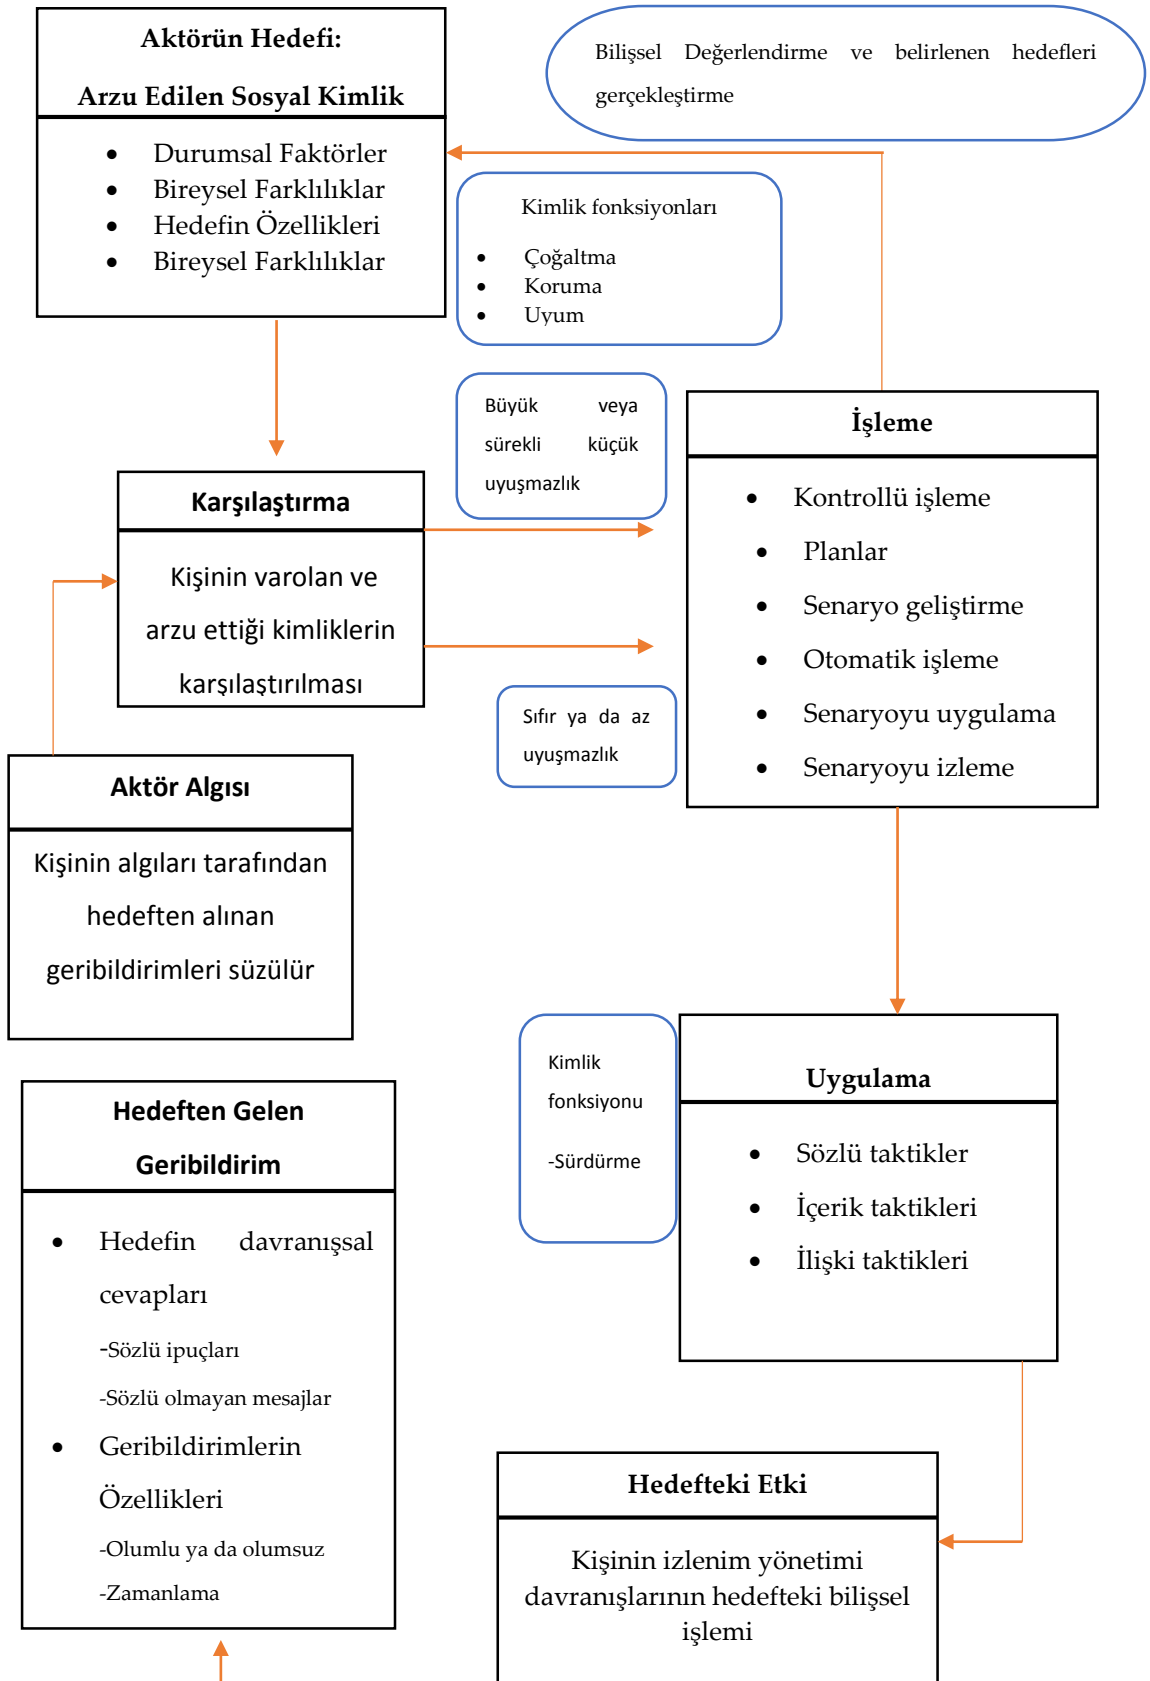 Aktörün Hedefi:
Arzu Edilen Sosyal Kimlik
• Durumsal Faktörler
• Bireysel Farklılıklar
• Hedefin Özellikleri
• Bireysel Farklılıklar
Bilişsel Değerlendirme ve belirlenen hedefleri
gerçekleştirme
Kimlik fonksiyonları
• Çoğaltma
• Koruma
• Uyum
Büyük veya
sürekli küçük
uyuşmazlık
İşleme
• Kontrollü işleme
• Planlar
• Senaryo geliştirme
• Otomatik işleme
• Senaryoyu uygulama
• Senaryoyu izleme
Karşılaştırma
Kişinin varolan ve
arzu ettiği kimliklerin
karşılaştırılması
Sıfır ya da az
uyuşmazlık
Aktör Algısı
Kişinin algıları tarafından
hedeften alınan
geribildirimleri süzülür
Kimlik
fonksiyonu
-Sürdürme
Uygulama
• Sözlü taktikler
• İçerik taktikleri
• İlişki taktikleri
Hedeften Gelen
Geribildirim
• Hedefin davranışsal
cevapları
-Sözlü ipuçları
-Sözlü olmayan mesajlar
• Geribildirimlerin
Özellikleri
-Olumlu ya da olumsuz
-Zamanlama
Hedefteki Etki
Kişinin izlenim yönetimi
davranışlarının hedefteki bilişsel
işlemi